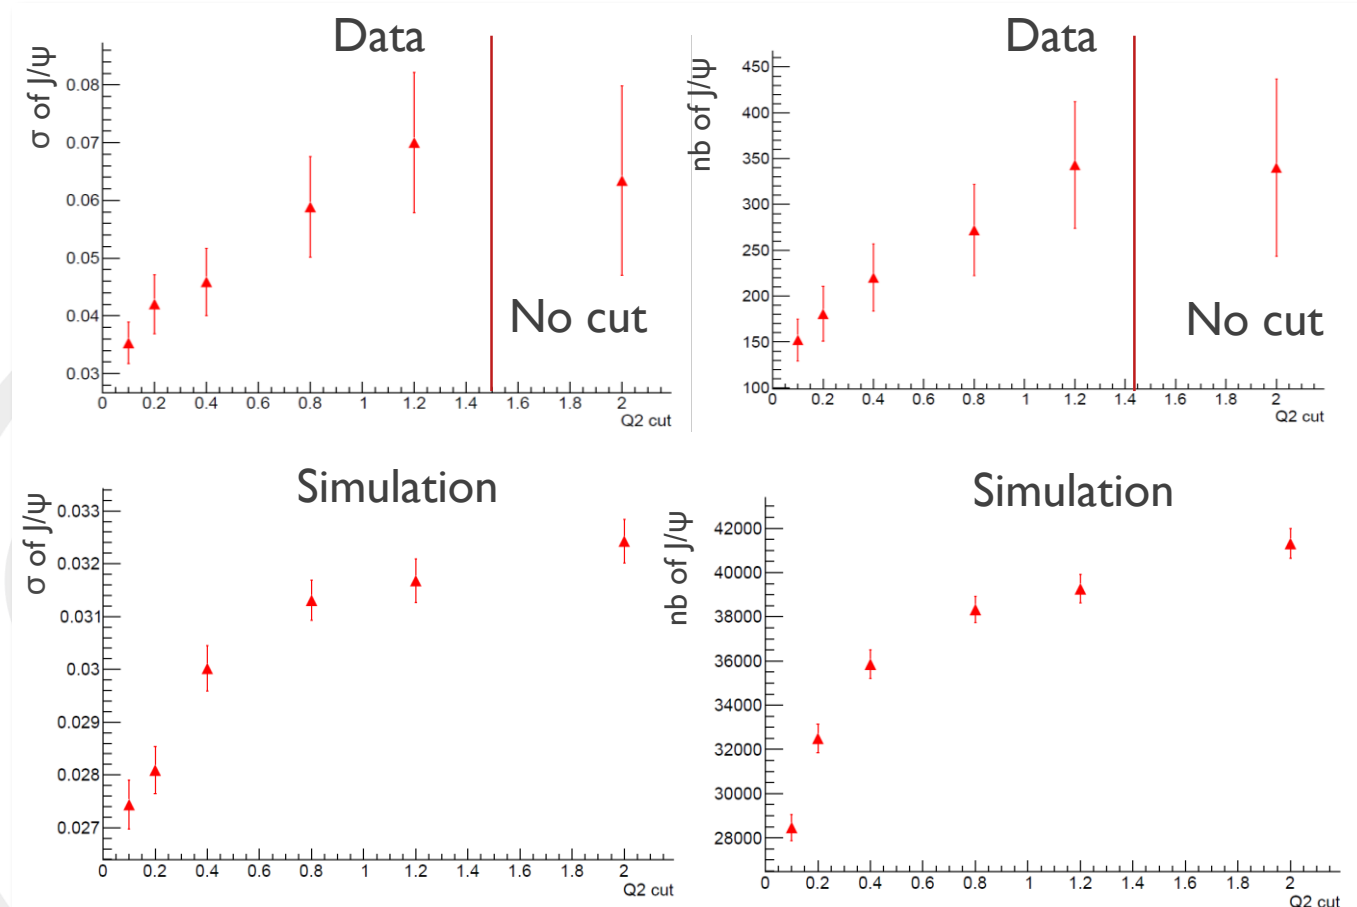 Data
σ of J/ψ
0.08
0.07
0.06
0.05
0.04
0.03
No cut
0 0.2 0.4 0.6 0.8 1 1.2 1.4 1.6 1.8 2
Q2 cut
Data
nb of J/ψ
450
400
350
300
250
200
150
100
No cut
0 0.2 0.4 0.6 0.8 1 1.2 1.4 1.6 1.8 2
Q2 cut
Simulation
σ of J/ψ
0.033
0.032
0.031
0.03
0.029
0.028
0.027
0 0.2 0.4 0.6 0.8 1 1.2 1.4 1.6 1.8 2
Q2 cut
Simulation
nb of J/ψ
42000
40000
38000
36000
34000
32000
30000
28000
0 0.2 0.4 0.6 0.8 1 1.2 1.4 1.6 1.8 2
Q2 cut